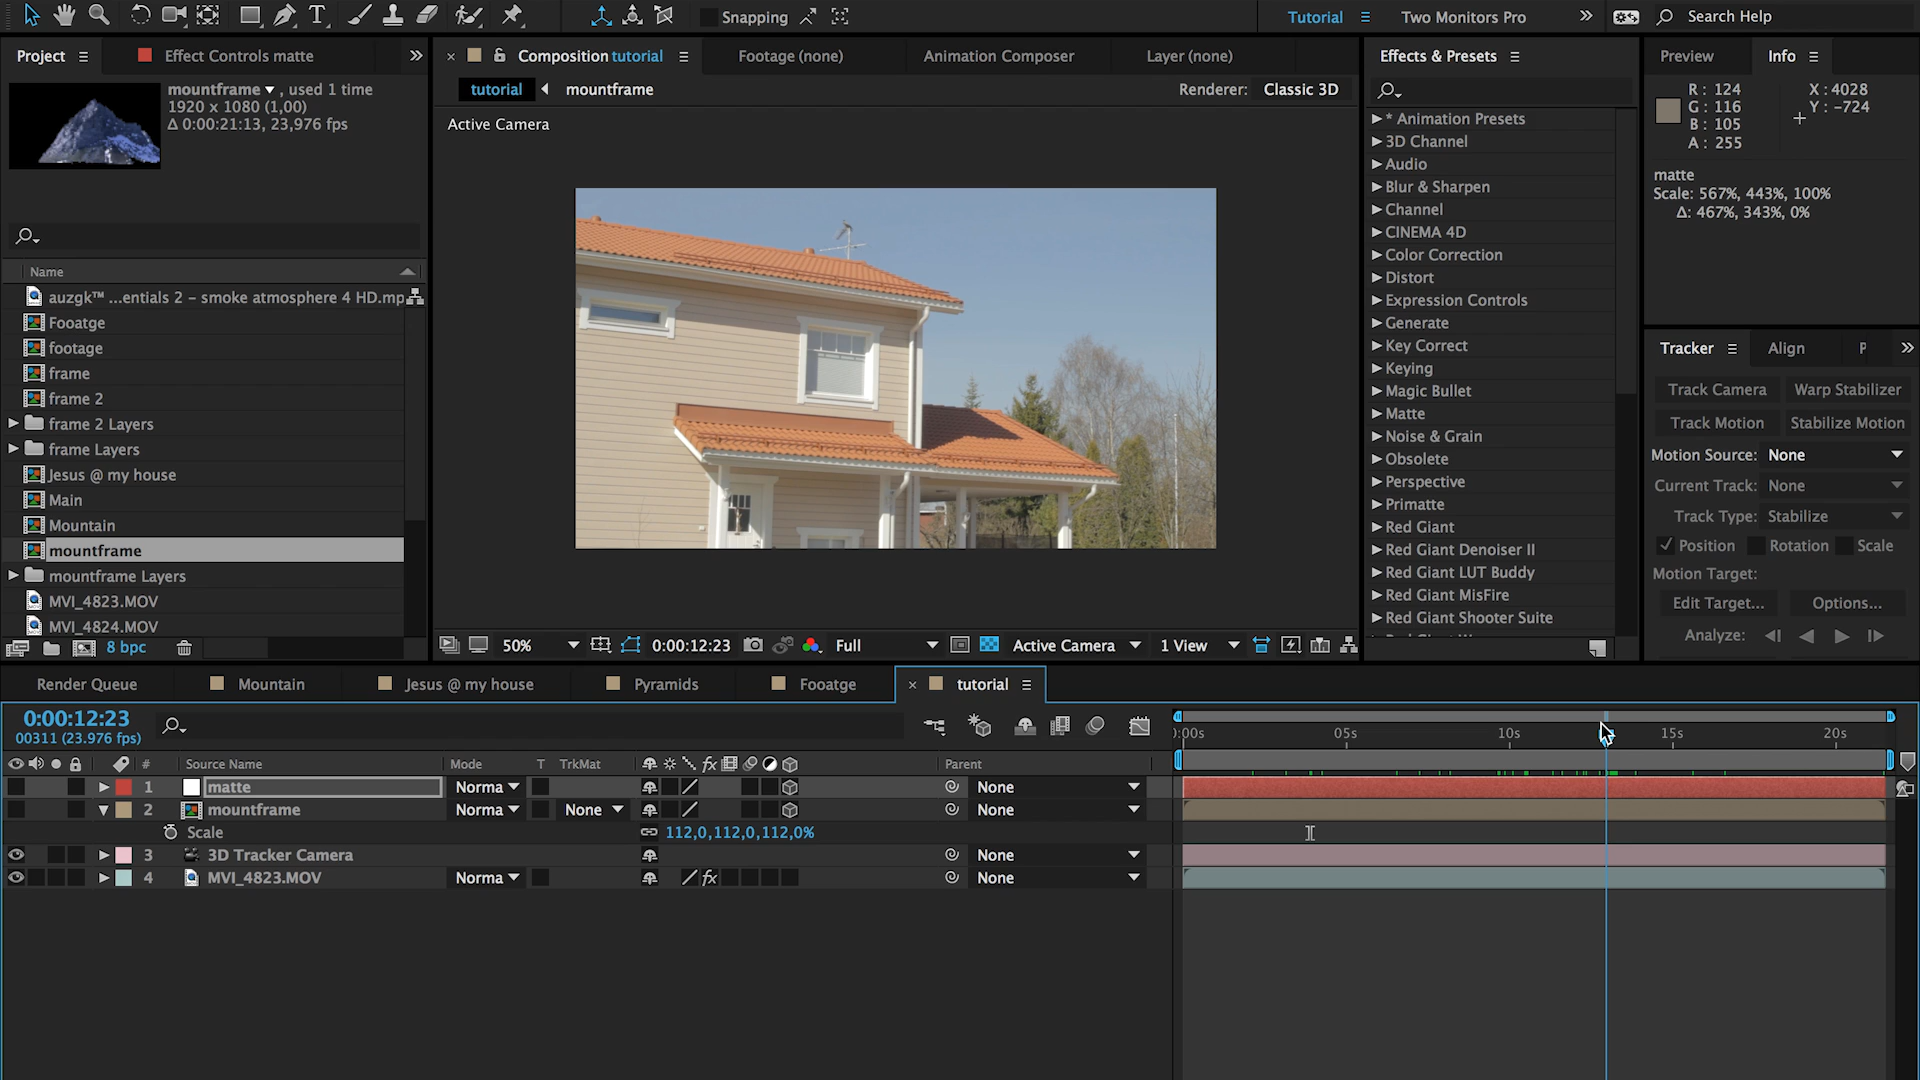 Snapping
Tutorial
Two Monitors Pro
Search Help
Project
Effect Controls matte
Composition tutorial
Footage (none)
Animation Composer
Layer (none)
Effects & Presets
Preview
Info
mountframe , used 1 time
1920 x 1080 (1,00)
Δ 0:00:21:13, 23,976 fps
tutorial
mountframe
Renderer: Classic 3D
Active Camera
R : 124
G : 116
B : 105
A : 255
X : 4028
Y : -724
matte
Scale: 567%, 443%, 100%
Δ: 467%, 343%, 0%
Name
auzgk™ ...entials 2 – smoke atmosphere 4 HD.mp
Fooatge
footage
frame
frame 2
frame 2 Layers
frame Layers
Jesus @ my house
Main
Mountain
mountframe
mountframe Layers
MVI_4823.MOV
MVI_4824.MOV
8 bpc
50%
0:00:12:23
Full
Active Camera
1 View
* Animation Presets
3D Channel
Audio
Blur & Sharpen
Channel
CINEMA 4D
Color Correction
Distort
Expression Controls
Generate
Key Correct
Keying
Magic Bullet
Matte
Noise & Grain
Obsolete
Perspective
Primatte
Red Giant
Red Giant Denoiser II
Red Giant LUT Buddy
Red Giant MisFire
Red Giant Shooter Suite
Tracker
Align
P
Track Camera
Warp Stabilizer
Track Motion
Stabilize Motion
Motion Source: None
Current Track: None
Track Type: Stabilize
Position
Rotation
Scale
Motion Target:
Edit Target...
Options...
Analyze:
Render Queue
Mountain
Jesus @ my house
Pyramids
Fooatge
tutorial
0:00:12:23
00311 (23.976 fps)
:00s
05s
10s
15s
20s
#
Source Name
Mode
T
TrkMat
fx
Parent
1
matte
Norma
None
2
mountframe
Norma
None
None
Scale
112,0,112,0,112,0%
3
3D Tracker Camera
None
4
MVI_4823.MOV
Norma
fx
None